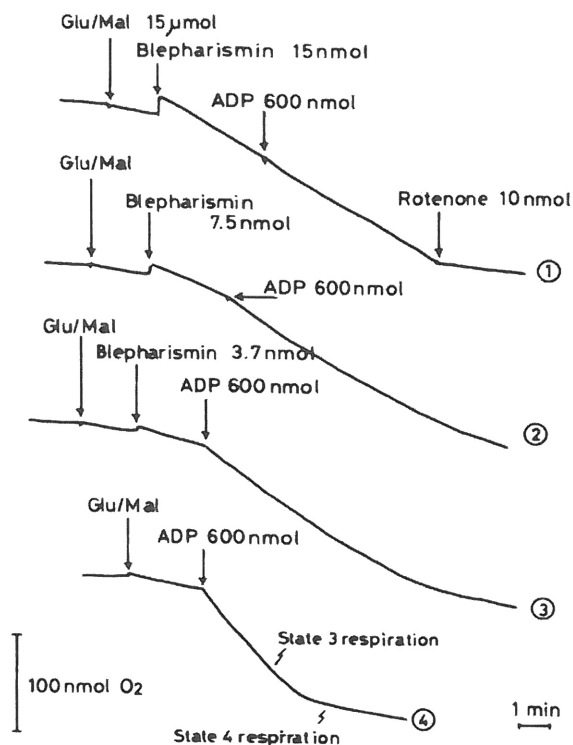 Glu/Mal 15 µmol
Blepharismin 15 nmol
ADP 600 nmol
Glu/Mal
Rotenone 10 nmol
Blepharismin
7.5 nmol
①
ADP 600 nmol
Glu/Mal
Blepharismin 3.7 nmol
ADP 600 nmol
②
Glu/Mal
ADP 600 nmol
③
State 3 respiration
100 nmol O₂
1 min
④
State 4 respiration